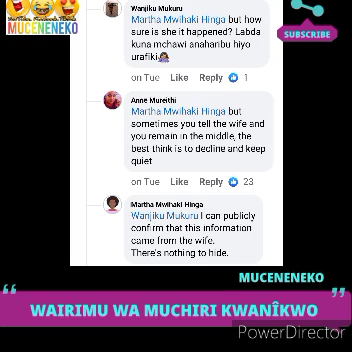 MUCENENEKO
SUBSCRIBE
Wanjiku Mukuru
Martha Mwihaki Hinga but how
sure is she it happened? Labda
kuna mchawi anaharibu hiyo
urafiki🤷
on Tue Like Reply 1
Anne Mureithi
Martha Mwihaki Hinga but
sometimes you tell the wife and
you remain in the middle, the
best think is to decline and keep
quiet
on Tue Like Reply 23
Martha Mwihaki Hinga
Wanjiku Mukuru I can publicly
confirm that this information
came from the wife.
There's nothing to hide.
MUCENENEKO
“ WAIRIMU WA MUCHIRI KWANÎKWO ”
PowerDirector